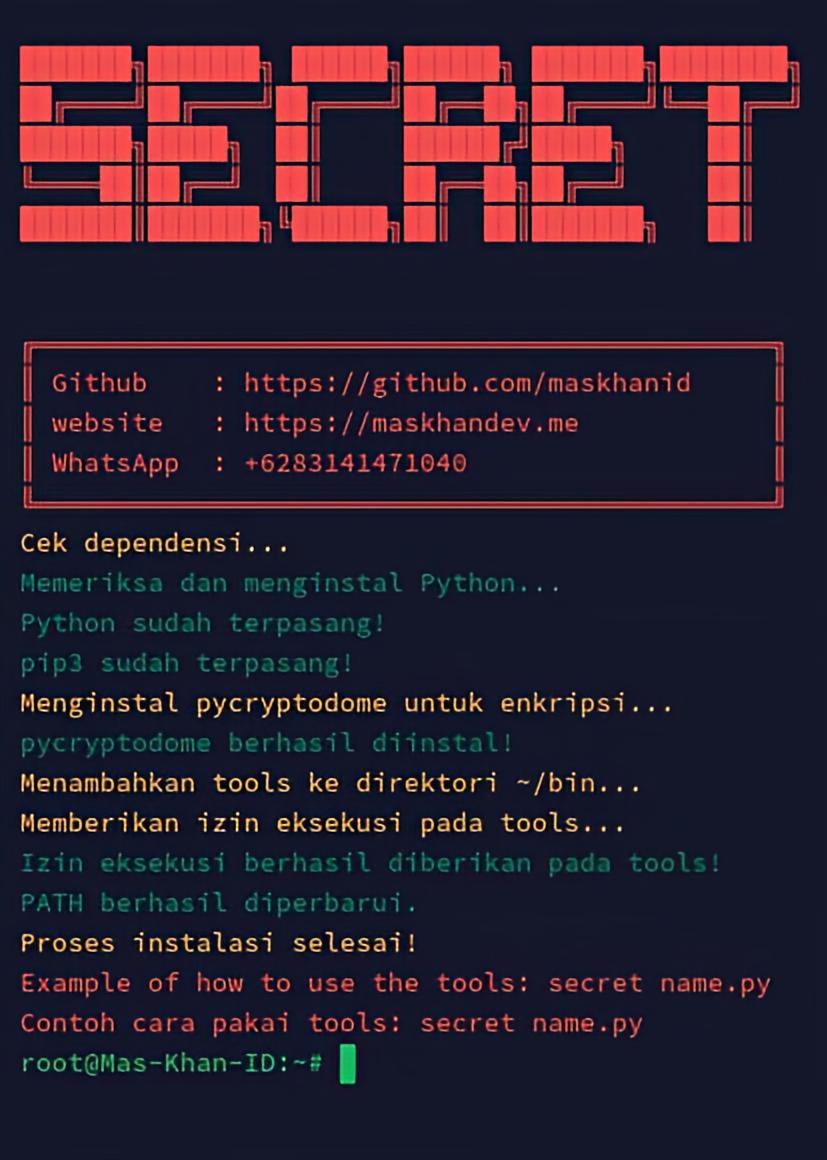 SECRET
Github : https://github.com/maskhanid
website : https://maskhandev.me
WhatsApp : +6283141471040
Cek dependensi...
Memeriksa dan menginstal Python...
Python sudah terpasang!
pip3 sudah terpasang!
Menginstal pycryptodome untuk enkripsi...
pycryptodome berhasil diinstal!
Menambahkan tools ke direktori ~/bin...
Memberikan izin eksekusi pada tools...
Izin eksekusi berhasil diberikan pada tools!
PATH berhasil diperbarui.
Proses instalasi selesai!
Example of how to use the tools: secret name.py
Contoh cara pakai tools: secret name.py
root@Mas-Khan-ID:~#